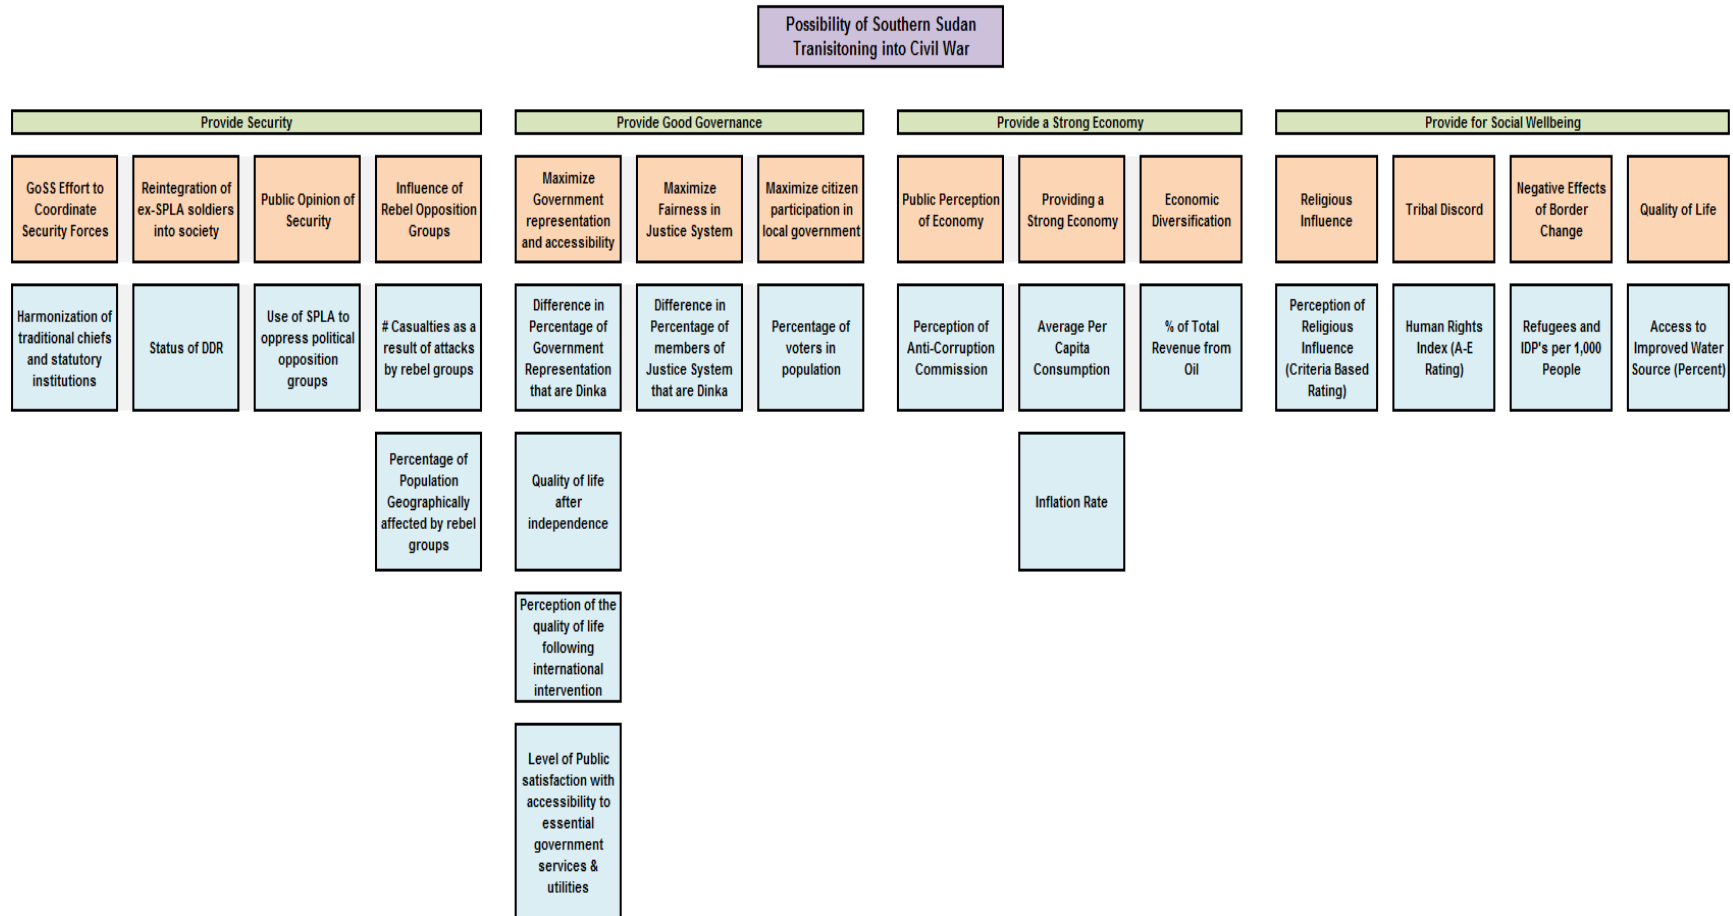 Possibility of Southern Sudan
Tranisitoning into Civil War
Provide Security
Provide Good Governance
Provide a Strong Economy
Provide for Social Wellbeing
GoSS Effort to
Coordinate
Security Forces
Reintegration of
ex-SPLA soldiers
into society
Public Opinion of
Security
Influence of
Rebel Opposition
Groups
Maximize
Government
representation
and accessibility
Maximize
Fairness in
Justice System
Maximize citizen
participation in
local government
Public Perception
of Economy
Providing a
Strong Economy
Economic
Diversification
Religious
Influence
Tribal Discord
Negative Effects
of Border
Change
Quality of Life
Harmonization of
traditional chiefs
and statutory
institutions
Status of DDR
Use of SPLA to
oppress political
opposition
groups
# Casualties as a
result of attacks
by rebel groups
Difference in
Percentage of
Government
Representation
that are Dinka
Difference in
Percentage of
members of
Justice System
that are Dinka
Percentage of
voters in
population
Perception of
Anti-Corruption
Commission
Average Per
Capita
Consumption
% of Total
Revenue from
Oil
Perception of
Religious
Influence
(Criteria Based
Rating)
Human Rights
Index (A-E
Rating)
Refugees and
IDP's per 1,000
People
Access to
Improved Water
Source (Percent)
Percentage of
Population
Geographically
affected by rebel
groups
Quality of life
after
independence
Inflation Rate
Perception of the
quality of life
following
international
intervention
Level of Public
satisfaction with
accessibility to
essential
government
services &
utilities